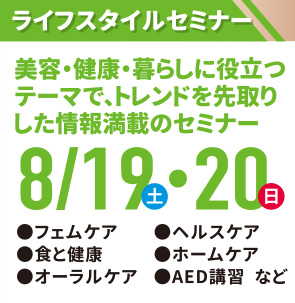 ライフスタイルセミナー
美容・健康・暮らしに役立つ
テーマで、トレンドを先取り
した情報満載のセミナー
8/19土・20日
●フェムケア ●ヘルスケア
●食と健康 ●ホームケア
●オーラルケア ●AED講習 など